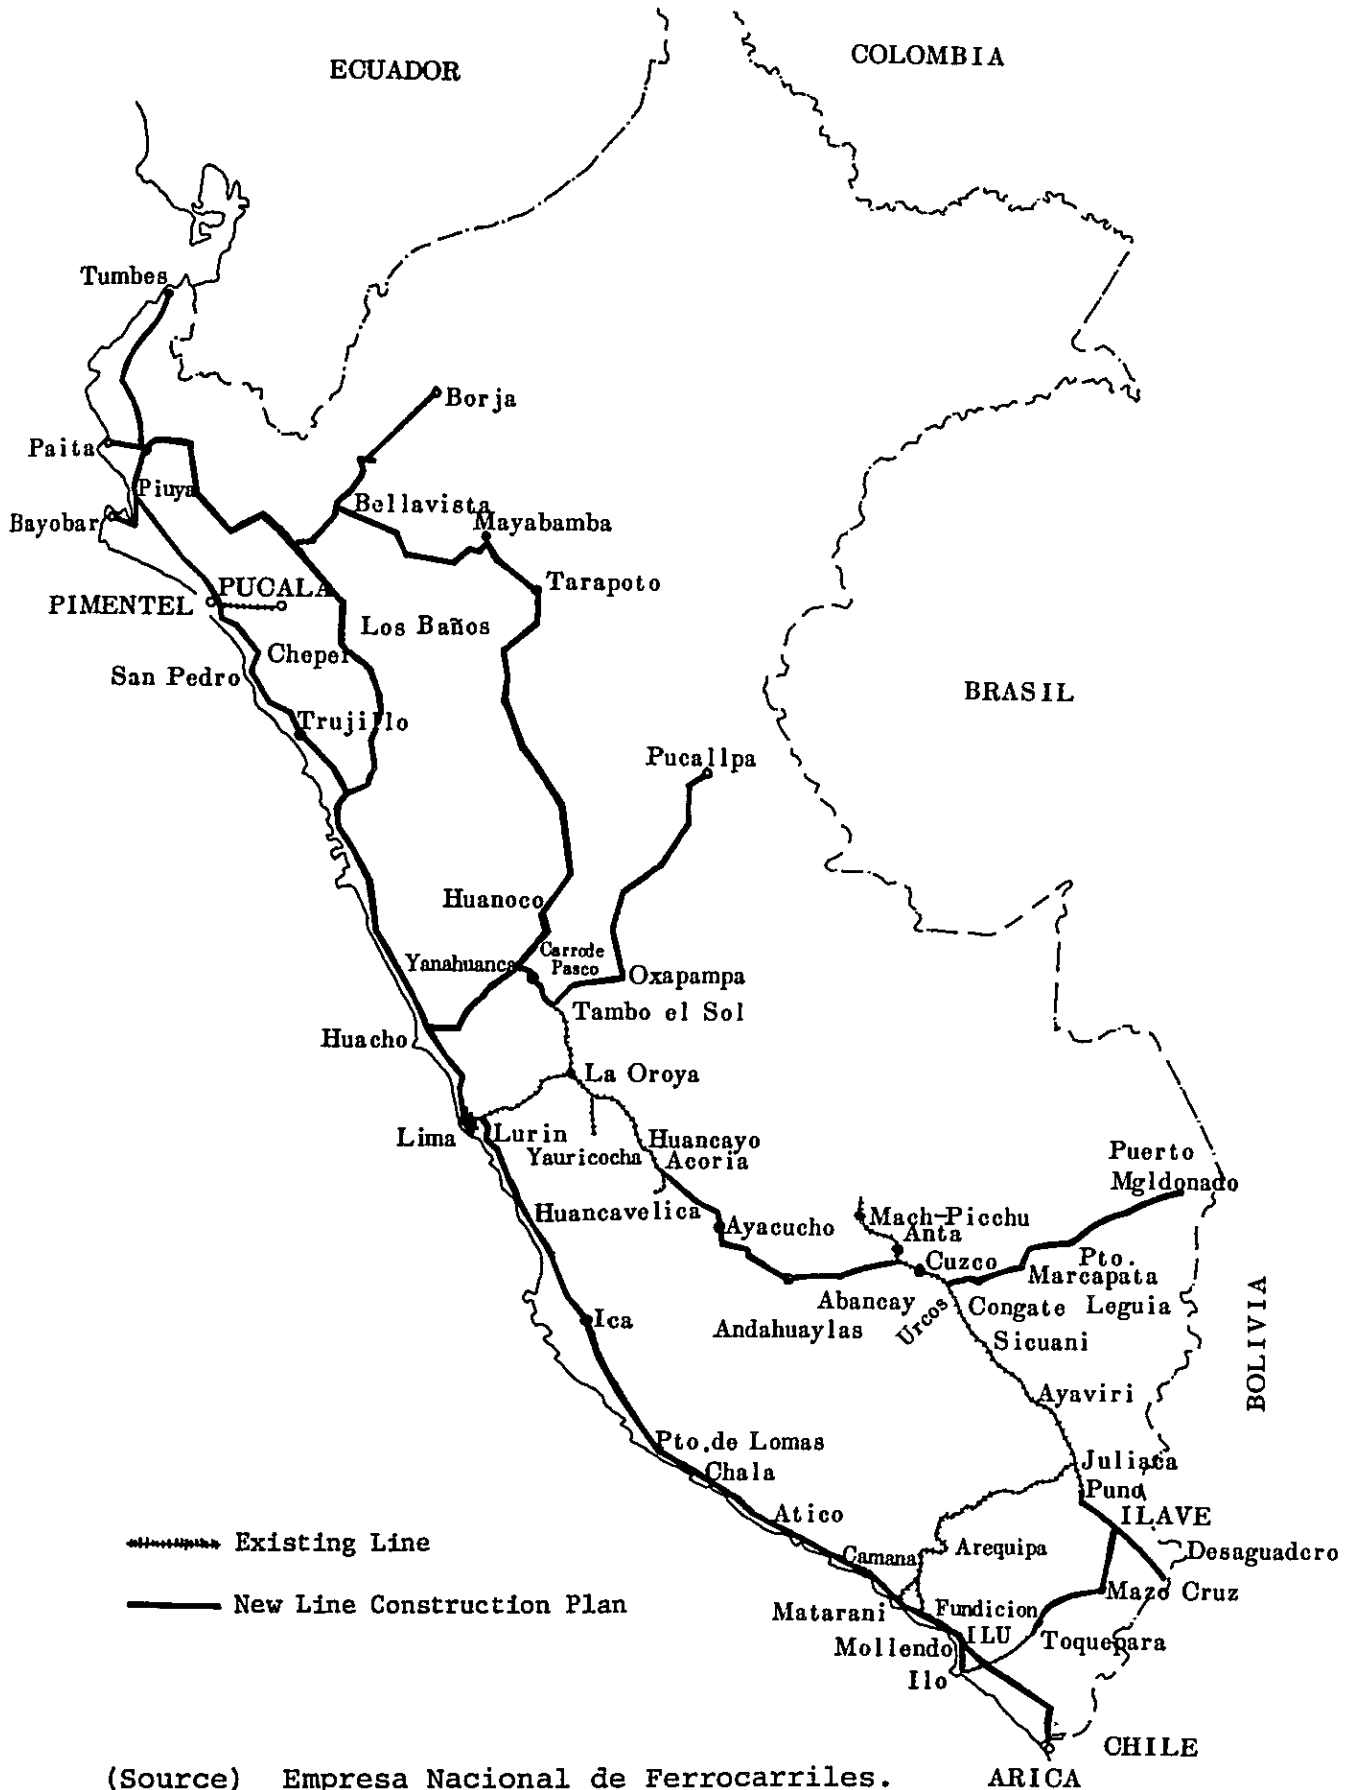 ECUADOR
COLOMBIA
Tumbes
Borja
Paita
Piuya
Bellavista
Bayobar
Mayabamba
PUCALA
Tarapoto
PIMENTEL
Los Baños
Chepel
San Pedro
BRASIL
Trujillo
Pucallpa
Huanoco
Carrode
Pasco
Yanahuanca
Oxapampa
Tambo el Sol
Huacho
La Oroya
Lima
Lurin
Huancayo
Yauricocha
Acoria
Puerto
Mgldonado
Huancavelica
Ayacucho
Mach-Picchu
Anta
Cuzco
Pto.
Marcapata
Abancay
Urcos
Congate
Leguia
Andahuaylas
Sicuani
Ica
BOLIVIA
Ayaviri
Pto.de Lomas
Juliaca
Chala
Puno
Atico
ILAVE
Existing Line
Camana
Arequipa
Desaguadero
New Line Construction Plan
Mazo Cruz
Matarani
Fundicion
ILU
Mollendo
Toquepara
Ilo
CHILE
(Source) Empresa Nacional de Ferrocarriles.
ARICA